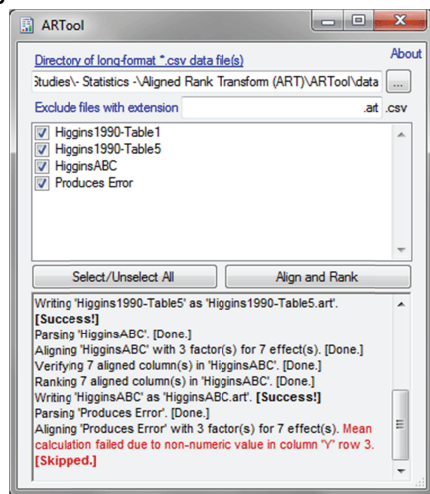 ARTool
Directory of long-format *.csv data file(s)
About
Studies\- Statistics -\Aligned Rank Transform (ART)\ARTool\data
...
Exclude files with extension
.art .csv
Higgins1990-Table1
Higgins1990-Table5
HigginsABC
Produces Error
Select/Unselect All
Align and Rank
Writing 'Higgins1990-Table5' as 'Higgins1990-Table5.art'.
[Success!]
Parsing 'HigginsABC'. [Done.]
Aligning 'HigginsABC' with 3 factor(s) for 7 effect(s). [Done.]
Verifying 7 aligned column(s) in 'HigginsABC'. [Done.]
Ranking 7 aligned column(s) in 'HigginsABC'. [Done.]
Writing 'HigginsABC' as 'HigginsABC.art'. [Success!]
Parsing 'Produces Error'. [Done.]
Aligning 'Produces Error' with 3 factor(s) for 7 effect(s). Mean
calculation failed due to non-numeric value in column "Y" row 3.
[Skipped.]